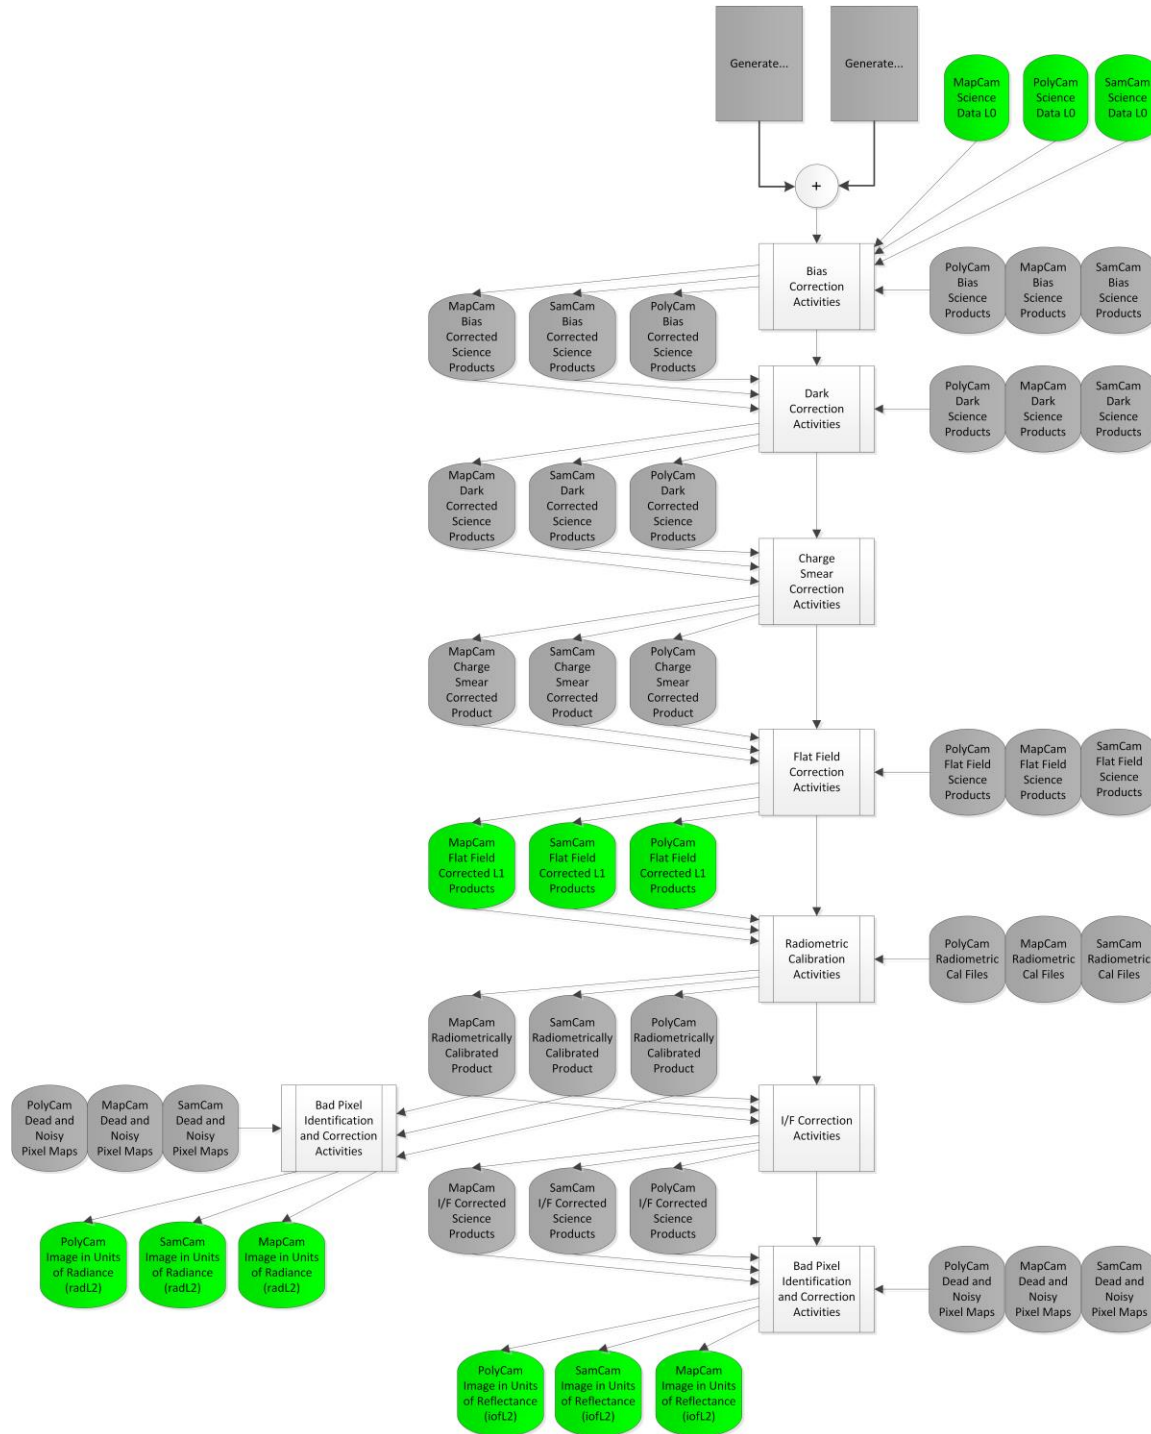 Generate...
Generate...
MapCam
Science
Data L0
PolyCam
Science
Data L0
SamCam
Science
Data L0
+
Bias
Correction
Activities
PolyCam
Bias
Science
Products
MapCam
Bias
Science
Products
SamCam
Bias
Science
Products
MapCam
Bias
Corrected
Science
Products
SamCam
Bias
Corrected
Science
Products
PolyCam
Bias
Corrected
Science
Products
Dark
Correction
Activities
PolyCam
Dark
Science
Products
MapCam
Dark
Science
Products
SamCam
Dark
Science
Products
MapCam
Dark
Corrected
Science
Products
SamCam
Dark
Corrected
Science
Products
PolyCam
Dark
Corrected
Science
Products
Charge
Smear
Correction
Activities
MapCam
Charge
Smear
Corrected
Product
SamCam
Charge
Smear
Corrected
Product
PolyCam
Charge
Smear
Corrected
Product
Flat Field
Correction
Activities
PolyCam
Flat Field
Science
Products
MapCam
Flat Field
Science
Products
SamCam
Flat Field
Science
Products
MapCam
Flat Field
Corrected L1
Products
SamCam
Flat Field
Corrected L1
Products
PolyCam
Flat Field
Corrected L1
Products
Radiometric
Calibration
Activities
PolyCam
Radiometric
Cal Files
MapCam
Radiometric
Cal Files
SamCam
Radiometric
Cal Files
MapCam
Radiometrically
Calibrated
Product
SamCam
Radiometrically
Calibrated
Product
PolyCam
Radiometrically
Calibrated
Product
PolyCam
Dead and
Noisy
Pixel Maps
MapCam
Dead and
Noisy
Pixel Maps
SamCam
Dead and
Noisy
Pixel Maps
Bad Pixel
Identification
and Correction
Activities
I/F Correction
Activities
MapCam
I/F Corrected
Science
Products
SamCam
I/F Corrected
Science
Products
PolyCam
I/F Corrected
Science
Products
PolyCam
Image in Units
of Radiance
(radL2)
SamCam
Image in Units
of Radiance
(radL2)
MapCam
Image in Units
of Radiance
(radL2)
Bad Pixel
Identification
and Correction
Activities
PolyCam
Dead and
Noisy
Pixel Maps
MapCam
Dead and
Noisy
Pixel Maps
SamCam
Dead and
Noisy
Pixel Maps
PolyCam
Image in Units
of Reflectance
(iofL2)
SamCam
Image in Units
of Reflectance
(iofL2)
MapCam
Image in Units
of Reflectance
(iofL2)